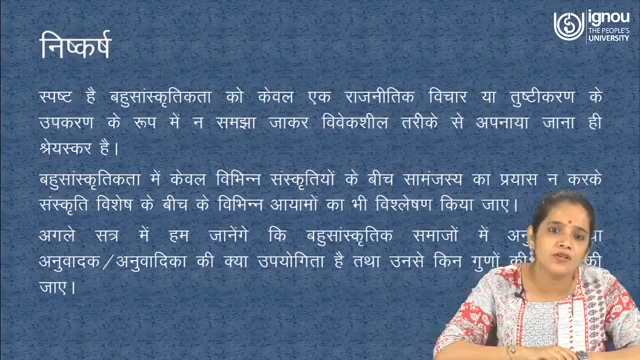 ignou
THE PEOPLE'S
UNIVERSITY
निष्कर्ष
स्पष्ट है बहुसांस्कृतिकता को केवल एक राजनीतिक विचार या तुष्टीकरण के
उपकरण के रूप में न समझा जाकर विवेकशील तरीके से अपनाया जाना ही
श्रेयस्कर है।
बहुसांस्कृतिकता में केवल विभिन्न संस्कृतियों के बीच सामंजस्य का प्रयास न करके
संस्कृति विशेष के बीच के विभिन्न आयामों का भी विश्लेषण किया जाए।
अगले सत्र में हम जानेंगे कि बहुसांस्कृतिक समाजों में
अनुवादक/अनुवादिका की क्या उपयोगिता है तथा उनसे किन गुणों की
जाए।